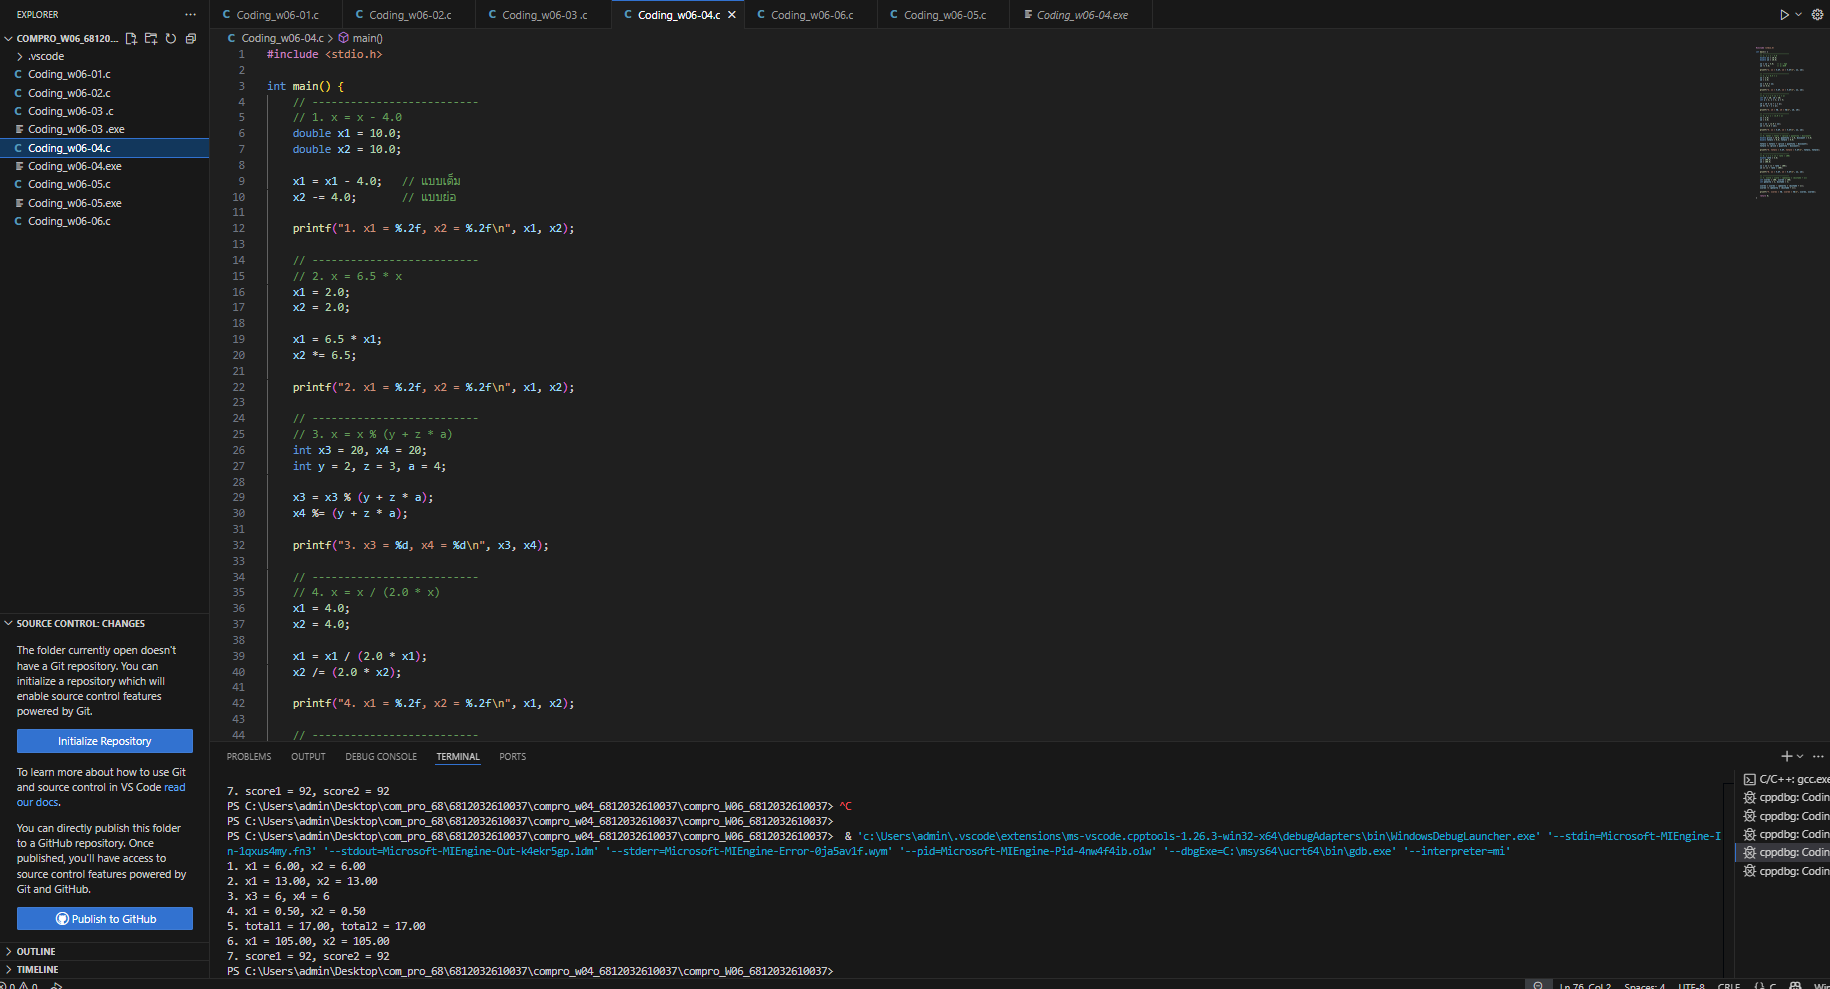 EXPLORER
COMPRO_W06_68120...
.vscode
C Coding_w06-01.c
C Coding_w06-02.c
C Coding_w06-03 .c
Coding_w06-03 .exe
C Coding_w06-04.c
Coding_w06-04.exe
C Coding_w06-05.c
Coding_w06-05.exe
C Coding_w06-06.c
SOURCE CONTROL: CHANGES
The folder currently open doesn't
have a Git repository. You can
initialize a repository which will
enable source control features
powered by Git.
Initialize Repository
To learn more about how to use Git
and source control in VS Code read
our docs.
You can directly publish this folder
to a GitHub repository. Once
published, you'll have access to
source control features powered by
Git and GitHub.
Publish to GitHub
OUTLINE
TIMELINE
C Coding_w06-01.c C Coding_w06-02.c C Coding_w06-03 .c C Coding_w06-04.c C Coding_w06-06.c C Coding_w06-05.c Coding_w06-04.exe
C Coding_w06-04.c > main()
1 #include <stdio.h>
2
3 int main() {
4 // --------------------------
5 // 1. x = x - 4.0
6 double x1 = 10.0;
7 double x2 = 10.0;
8
9 x1 = x1 - 4.0; // แบบเต็ม
10 x2 -= 4.0; // แบบย่อ
11
12 printf("1. x1 = %.2f, x2 = %.2f\n", x1, x2);
13
14 // --------------------------
15 // 2. x = 6.5 * x
16 x1 = 2.0;
17 x2 = 2.0;
18
19 x1 = 6.5 * x1;
20 x2 *= 6.5;
21
22 printf("2. x1 = %.2f, x2 = %.2f\n", x1, x2);
23
24 // --------------------------
25 // 3. x = x % (y + z * a)
26 int x3 = 20, x4 = 20;
27 int y = 2, z = 3, a = 4;
28
29 x3 = x3 % (y + z * a);
30 x4 %= (y + z * a);
31
32 printf("3. x3 = %d, x4 = %d\n", x3, x4);
33
34 // --------------------------
35 // 4. x = x / (2.0 * x)
36 x1 = 4.0;
37 x2 = 4.0;
38
39 x1 = x1 / (2.0 * x1);
40 x2 /= (2.0 * x2);
41
42 printf("4. x1 = %.2f, x2 = %.2f\n", x1, x2);
43
44 // --------------------------
PROBLEMS OUTPUT DEBUG CONSOLE TERMINAL PORTS
7. score1 = 92, score2 = 92
PS C:\Users\admin\Desktop\com_pro_68\6812032610037\compro_w04_6812032610037\compro_W06_6812032610037> ^C
PS C:\Users\admin\Desktop\com_pro_68\6812032610037\compro_w04_6812032610037\compro_W06_6812032610037>
PS C:\Users\admin\Desktop\com_pro_68\6812032610037\compro_w04_6812032610037\compro_W06_6812032610037> & 'c:\Users\admin\.vscode\extensions\ms-vscode.cpptools-1.26.3-win32-x64\debugAdapters\bin\WindowsDebugLauncher.exe' '--stdin=Microsoft-MIEngine-I
n-1qxus4my.fn3' '--stdout=Microsoft-MIEngine-Out-k4ekr5gp.ldm' '--stderr=Microsoft-MIEngine-Error-0ja5av1f.wym' '--pid=Microsoft-MIEngine-Pid-4nw4f4ib.olw' '--dbgExe=C:\msys64\ucrt64\bin\gdb.exe' '--interpreter=mi'
1. x1 = 6.00, x2 = 6.00
2. x1 = 13.00, x2 = 13.00
3. x3 = 6, x4 = 6
4. x1 = 0.50, x2 = 0.50
5. total1 = 17.00, total2 = 17.00
6. x1 = 105.00, x2 = 105.00
7. score1 = 92, score2 = 92
PS C:\Users\admin\Desktop\com_pro_68\6812032610037\compro_w04_6812032610037\compro_W06_6812032610037>
C/C++: gcc.exe
cppdbg: Codin
cppdbg: Codin
cppdbg: Codin
cppdbg: Codin
cppdbg: Codin
0 0 Ln 76, Col 2 Spaces: 4 UTF-8 CRLF {} C Win